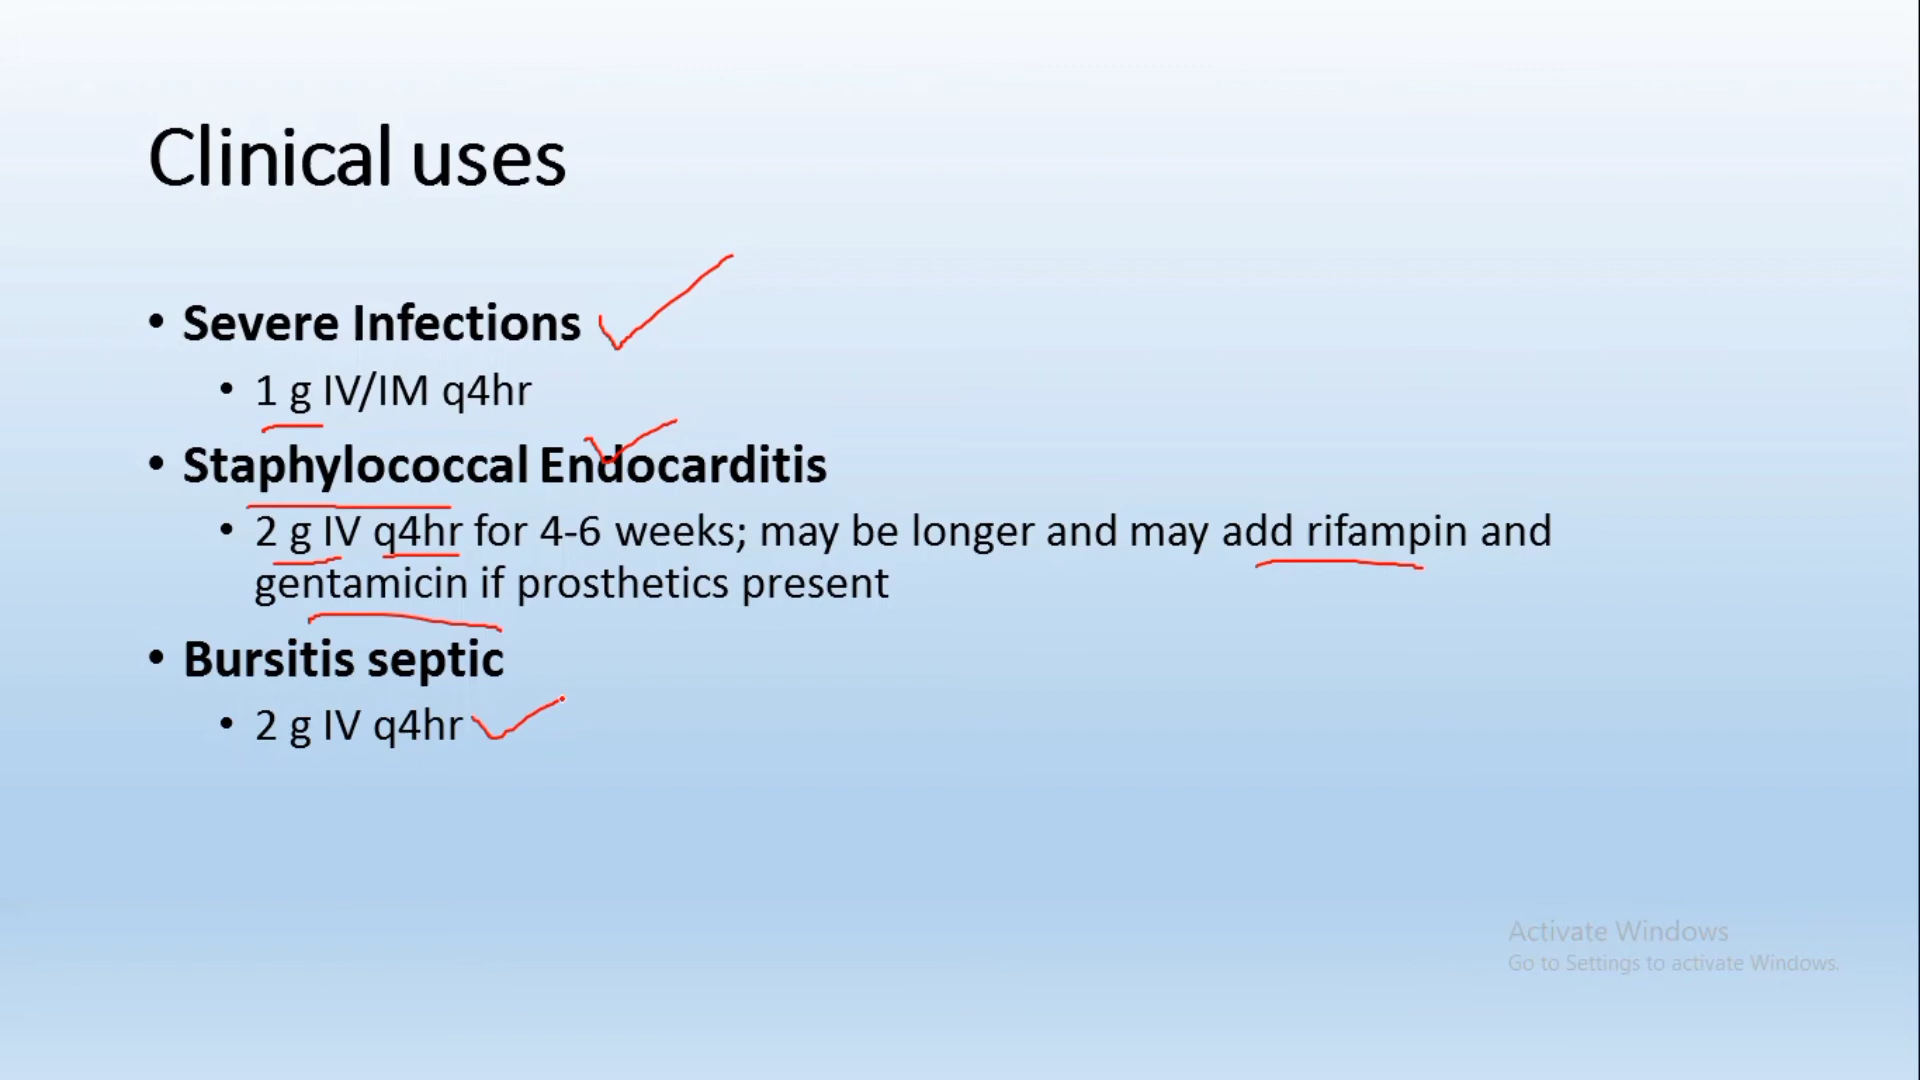 Clinical uses
• Severe Infections
• 1 g IV/IM q4hr
• Staphylococcal Endocarditis
• 2 g IV q4hr for 4-6 weeks; may be longer and may add rifampin and
gentamicin if prosthetics present
• Bursitis septic
• 2 g IV q4hr
Activate Windows
Go to Settings to activate Windows.